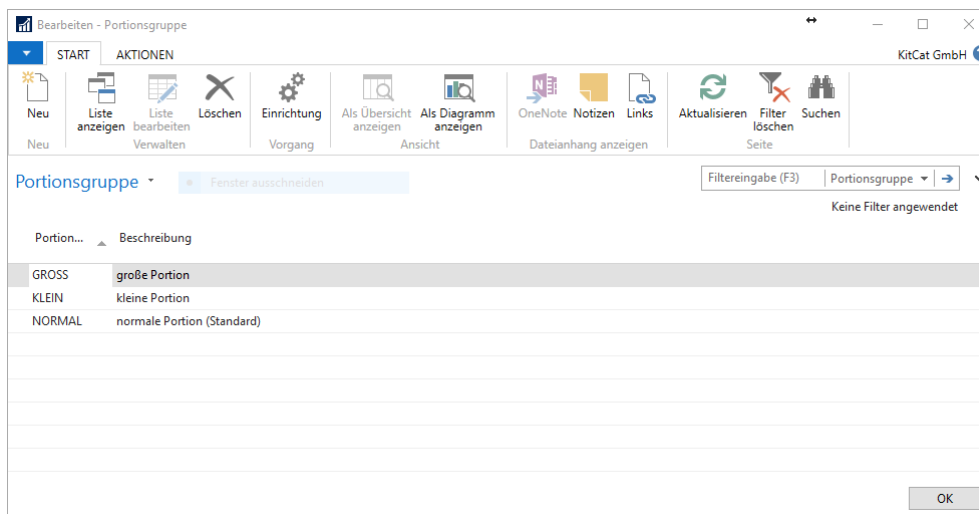 Bearbeiten - Portionsgruppe
START AKTIONEN KitCat GmbH
Neu Liste anzeigen Liste bearbeiten Löschen Einrichtung Als Übersicht anzeigen Als Diagramm anzeigen OneNote Notizen Links Aktualisieren Filter löschen Suchen
Neu Verwalten Vorgang Ansicht Dateianhang anzeigen Seite
Portionsgruppe Fenster ausschneiden Filtereingabe (F3) Portionsgruppe
Keine Filter angewendet
Portion... Beschreibung
GROSS große Portion
KLEIN kleine Portion
NORMAL normale Portion (Standard)
OK